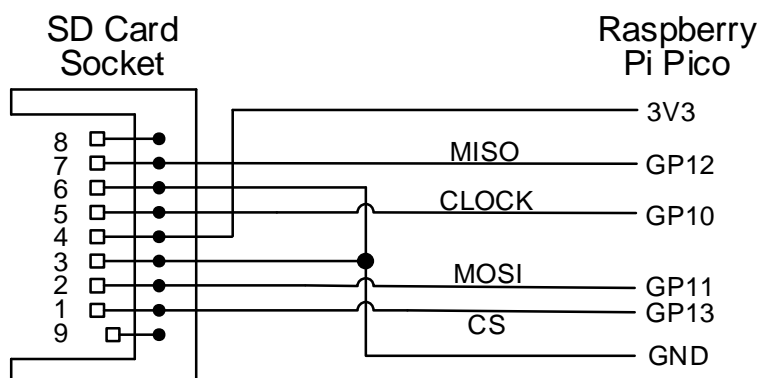 SD Card
Socket
Raspberry
Pi Pico
3V3
8
7
MISO
GP12
6
5
CLOCK
GP10
4
3
2
MOSI
GP11
1
GP13
9
CS
GND